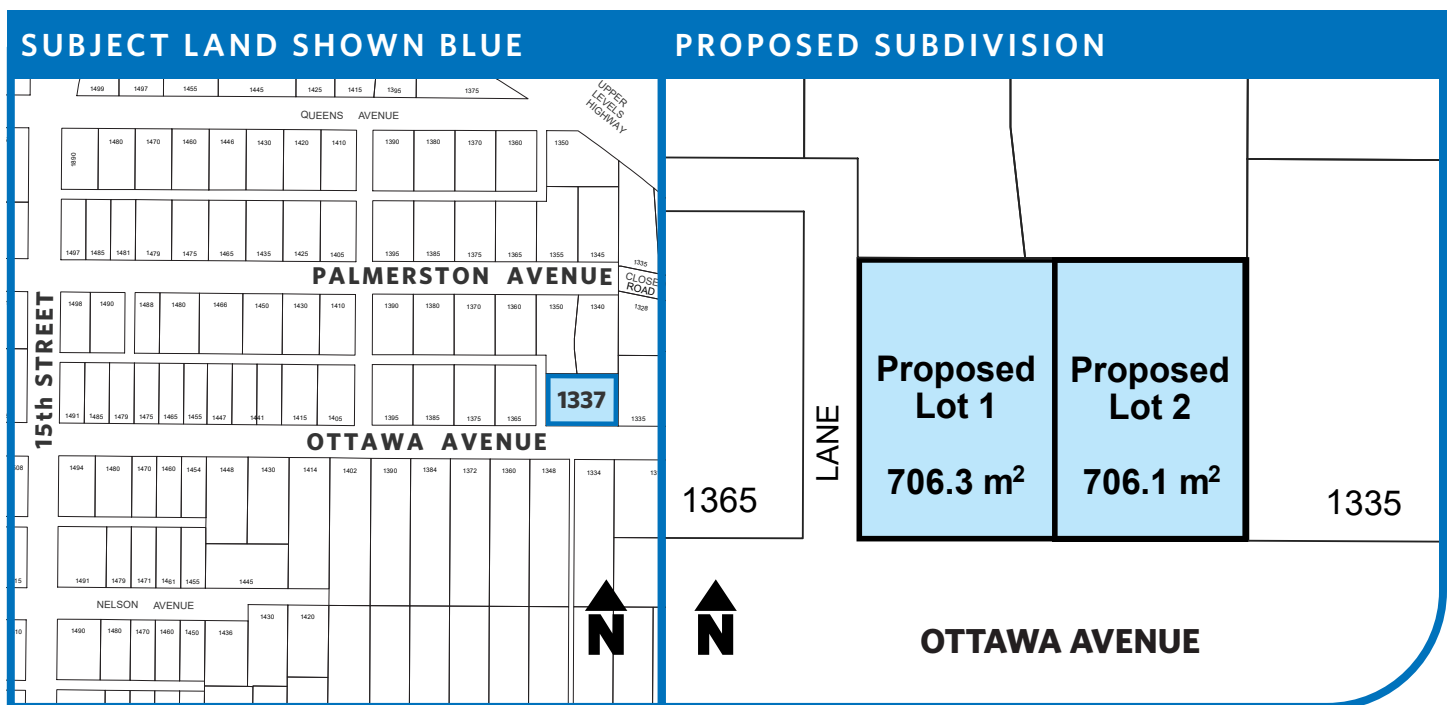 SUBJECT LAND SHOWN BLUE
1499 1497 1455 1445 1425 1415 1395 1375
UPPER
LEVELS
HIGHWAY
QUEENS AVENUE
1890 1480 1470 1460 1446 1430 1420 1410 1390 1380 1370 1360 1350
1497 1485 1481 1479 1475 1465 1435 1425 1405 1395 1385 1375 1365 1355 1345
1335
PALMERSTON AVENUE
CLOSE
ROAD
1498 1490 1488 1480 1466 1450 1430 1410 1390 1380 1370 1360 1350 1340 1328
15th STREET
1337
1491 1485 1479 1475 1465 1455 1447 1441 1415 1405 1395 1385 1375 1365 1335
OTTAWA AVENUE
1494 1480 1470 1460 1454 1448 1430 1414 1402 1390 1384 1372 1360 1348 1334
1491 1479 1471 1461 1455 1445
NELSON AVENUE
1490 1480 1470 1460 1450 1436 1430 1420
N
PROPOSED SUBDIVISION
Proposed
Lot 1
706.3 m²
Proposed
Lot 2
706.1 m²
LANE
1365
1335
N
OTTAWA AVENUE